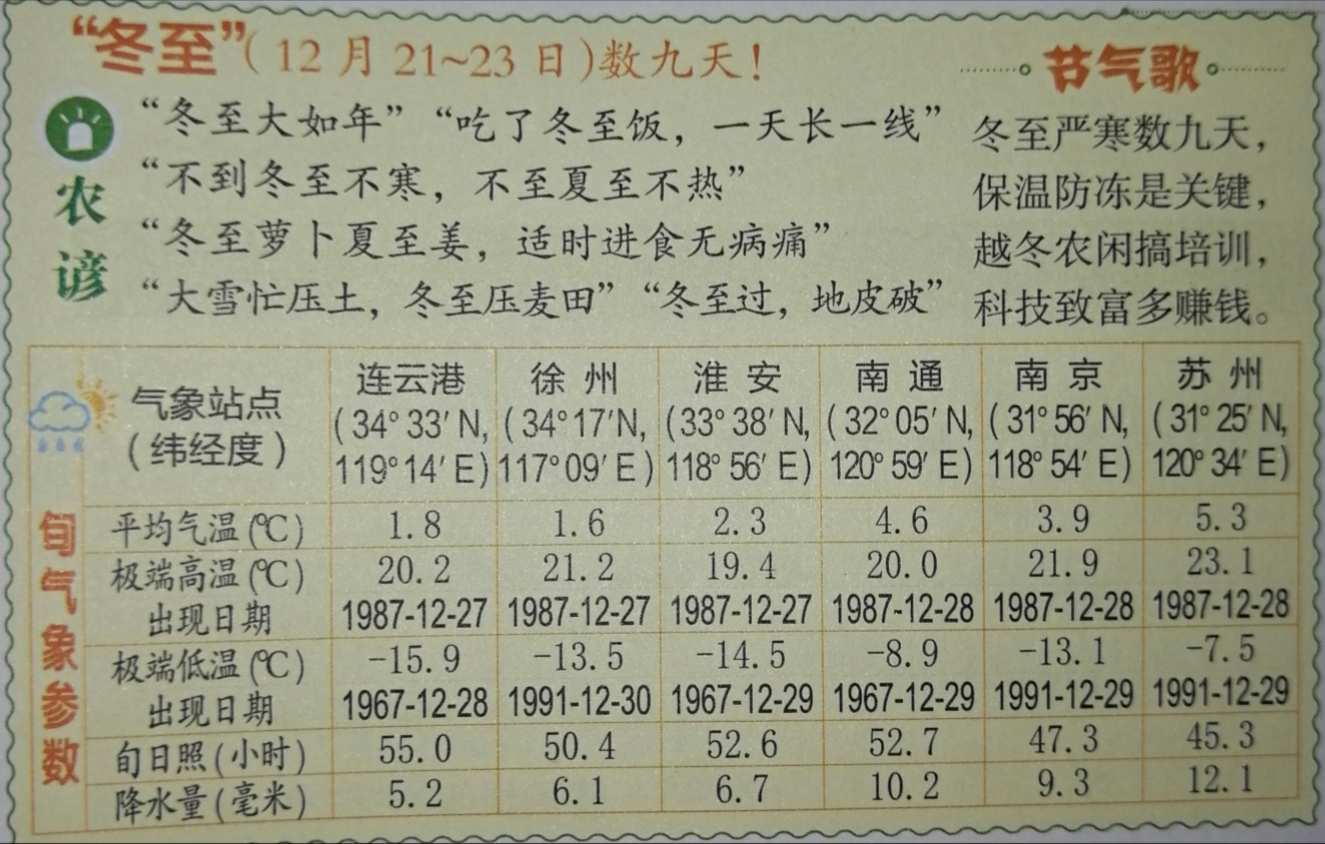 “冬至”(12月21~23日)数九天!
节气歌
农谚
“冬至大如年”“吃了冬至饭，一天长一线”
“不到冬至不寒，不至夏至不热”
“冬至萝卜夏至姜，适时进食无病痛”
“大雪忙压土，冬至压麦田”“冬至过，地皮破”
冬至严寒数九天，
保温防冻是关键，
越冬农闲搞培训，
科技致富多赚钱。
旬气象参数
气象站点(纬经度) 连云港(34°33′N,119°14′E) 徐州(34°17′N,117°09′E) 淮安(33°38′N,118°56′E) 南通(32°05′N,120°59′E) 南京(31°56′N,118°54′E) 苏州(31°25′N,120°34′E)
平均气温(℃) 1.8 1.6 2.3 4.6 3.9 5.3
极端高温(℃) 20.2 21.2 19.4 20.0 21.9 23.1
出现日期 1987-12-27 1987-12-27 1987-12-27 1987-12-28 1987-12-28 1987-12-28
极端低温(℃) -15.9 -13.5 -14.5 -8.9 -13.1 -7.5
出现日期 1967-12-28 1991-12-30 1967-12-29 1967-12-29 1991-12-29 1991-12-29
旬日照(小时) 55.0 50.4 52.6 52.7 47.3 45.3
降水量(毫米) 5.2 6.1 6.7 10.2 9.3 12.1